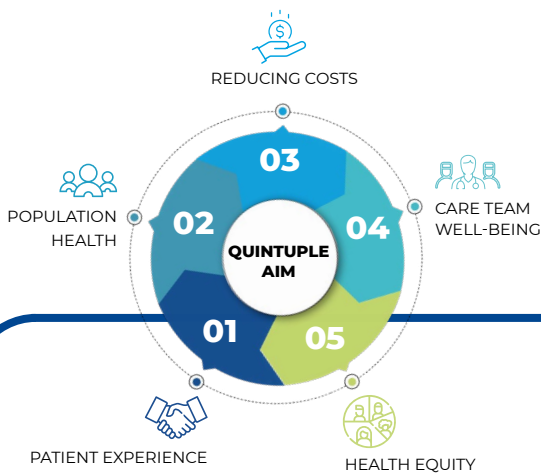 REDUCING COSTS
03
POPULATION
HEALTH
02
04
CARE TEAM
WELL-BEING
QUINTUPLE
AIM
01
05
PATIENT EXPERIENCE
HEALTH EQUITY
$